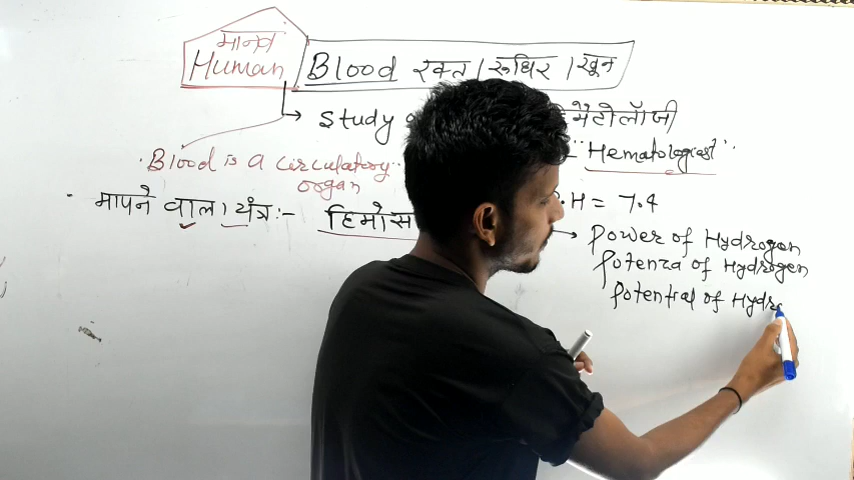 मानव
Human Blood रक्त / रूधिर / खून
→ study
Blood is a circulatory
organ
Hematologist
मापने वाला यंत्र :-
H = 7.4
→ Power of Hydrogen
Potenza of Hydrogen
Potential of Hydro